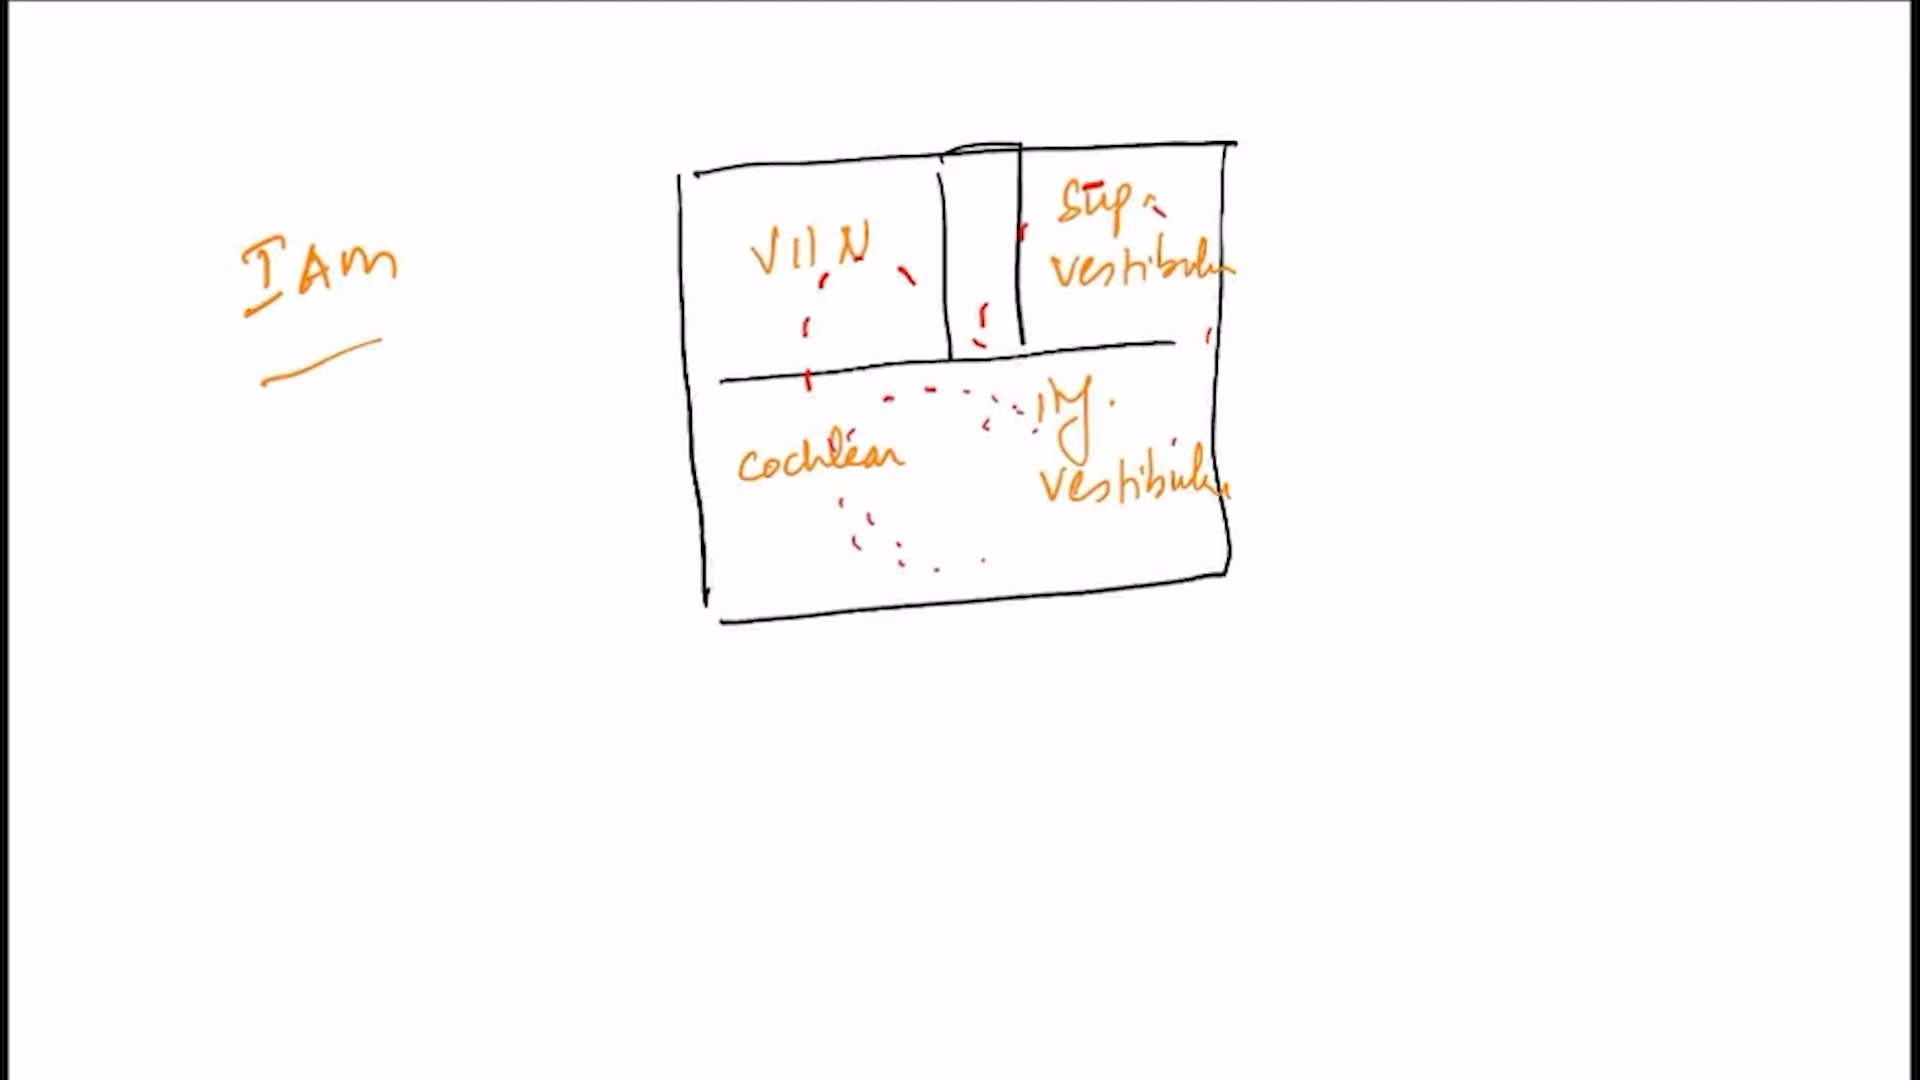 IAM
VII N
Sup.
vestibular
cochlear
Inf.
vestibular